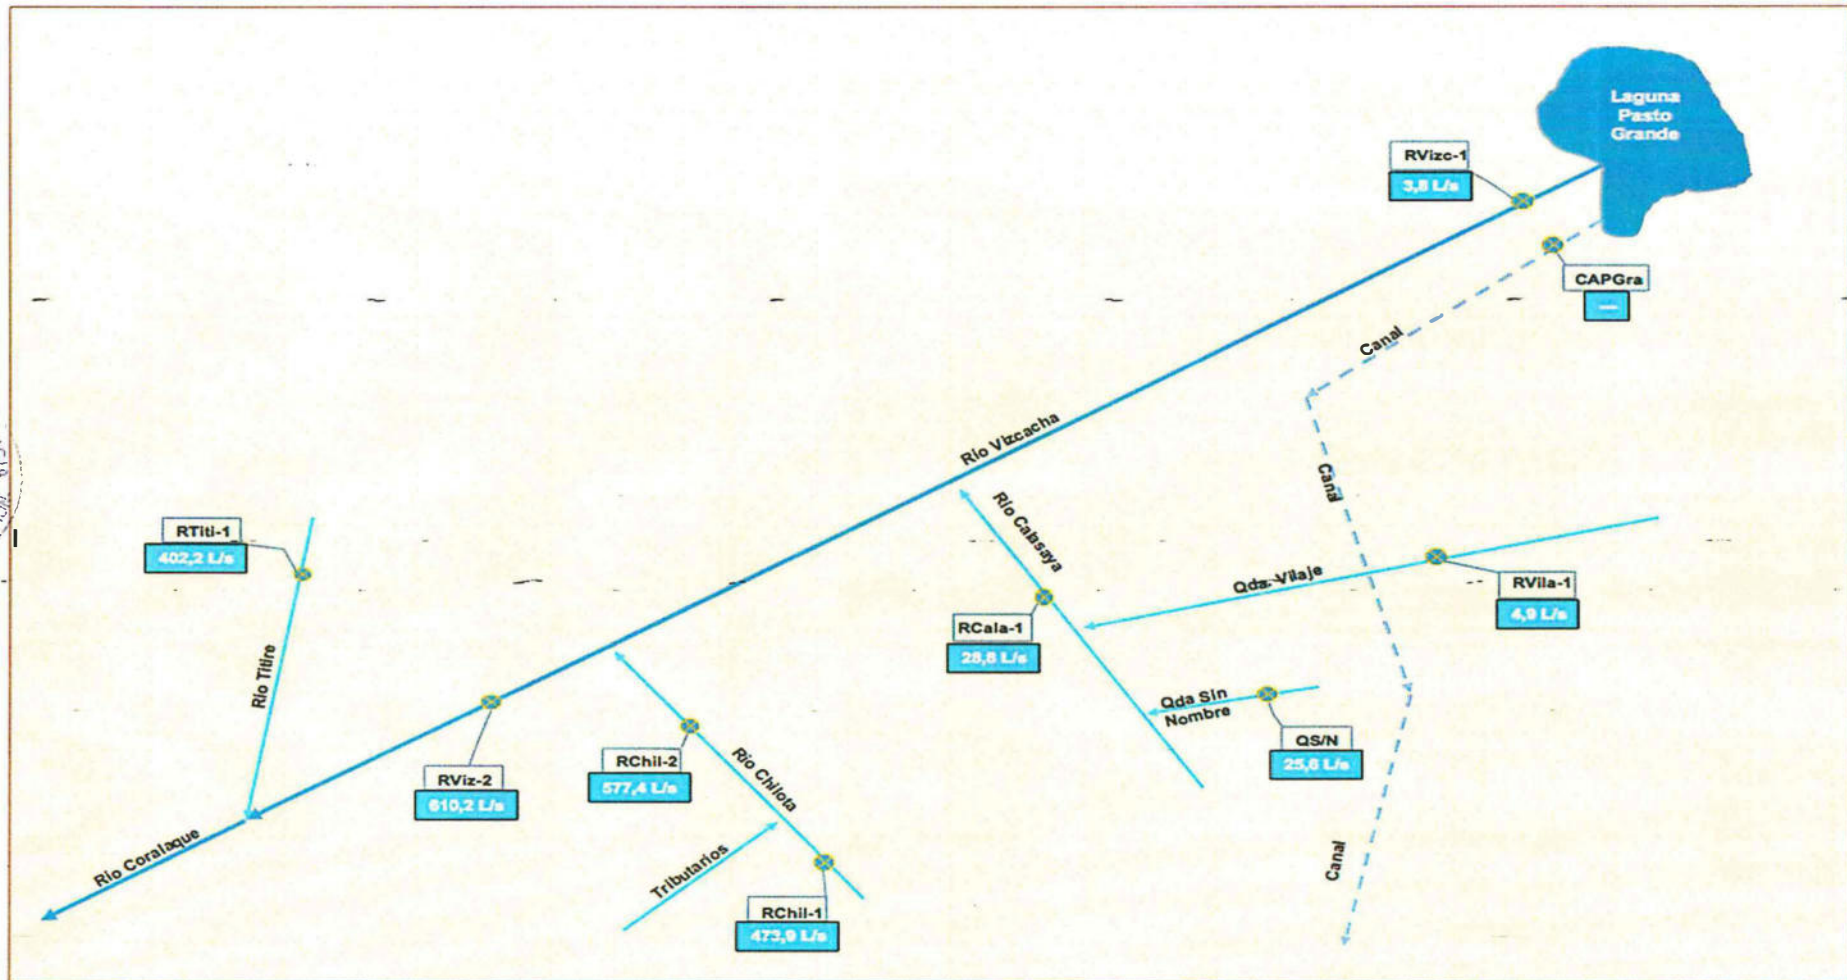 Laguna
Pasto
Grande
RVizc-1
3,8 L/s
CAPGra
---
Canal
Río Vizcacha
Canal
Río Calasaya
RTiti-1
402,2 L/s
Qda. Vilaje
RVila-1
4,9 L/s
RCala-1
28,8 L/s
Río Titire
Qda Sin
Nombre
QS/N
25,6 L/s
RChil-2
577,4 L/s
Río Chilota
RViz-2
610,2 L/s
Río Coralaque
Tributarios
Canal
RChil-1
473,9 L/s